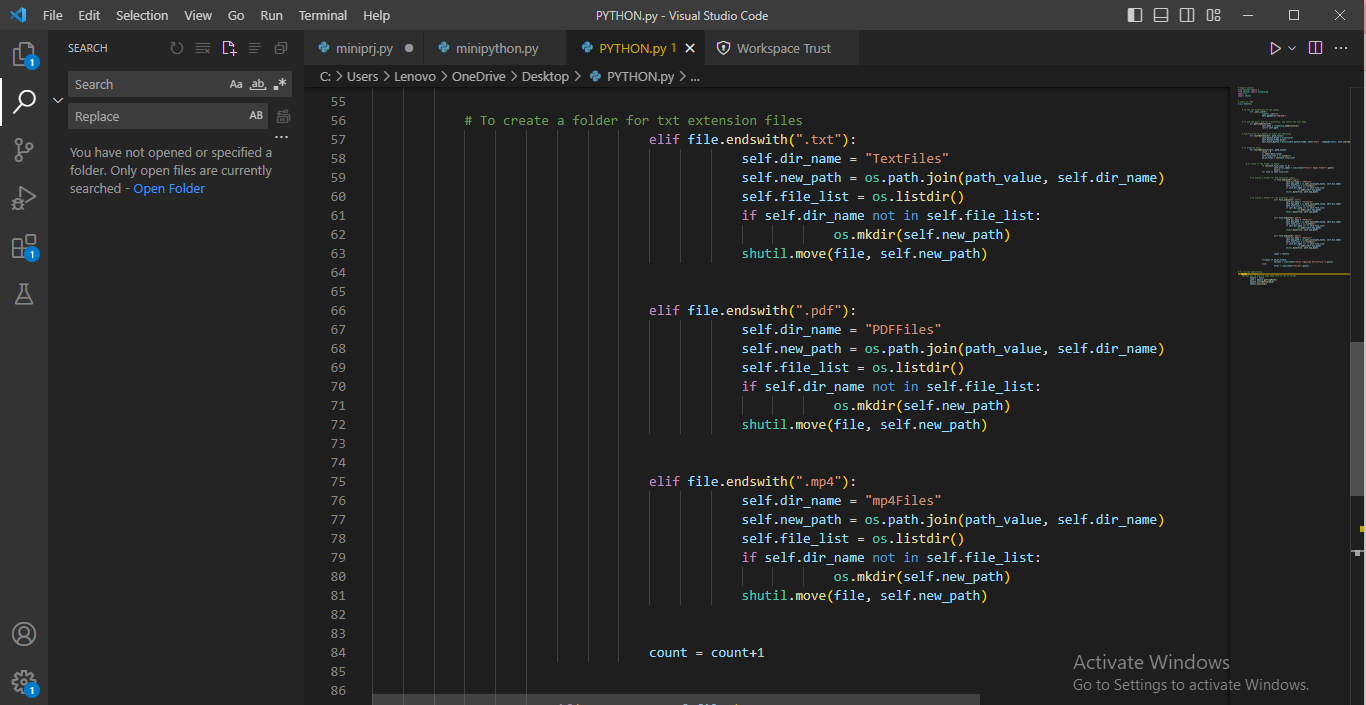 File Edit Selection View Go Run Terminal Help
PYTHON.py - Visual Studio Code
SEARCH
miniprj.py
minipython.py
PYTHON.py 1
Workspace Trust
C: > Users > Lenovo > OneDrive > Desktop > PYTHON.py > ...
1
Search
Aa ab
Replace
AB
You have not opened or specified a
folder. Only open files are currently
searched - Open Folder
1
1
55
56 # To create a folder for txt extension files
57 elif file.endswith(".txt"):
58 self.dir_name = "TextFiles"
59 self.new_path = os.path.join(path_value, self.dir_name)
60 self.file_list = os.listdir()
61 if self.dir_name not in self.file_list:
62 os.mkdir(self.new_path)
63 shutil.move(file, self.new_path)
64
65
66 elif file.endswith(".pdf"):
67 self.dir_name = "PDFFiles"
68 self.new_path = os.path.join(path_value, self.dir_name)
69 self.file_list = os.listdir()
70 if self.dir_name not in self.file_list:
71 os.mkdir(self.new_path)
72 shutil.move(file, self.new_path)
73
74
75 elif file.endswith(".mp4"):
76 self.dir_name = "mp4Files"
77 self.new_path = os.path.join(path_value, self.dir_name)
78 self.file_list = os.listdir()
79 if self.dir_name not in self.file_list:
80 os.mkdir(self.new_path)
81 shutil.move(file, self.new_path)
82
83
84 count = count+1
85
86
Activate Windows
Go to Settings to activate Windows.